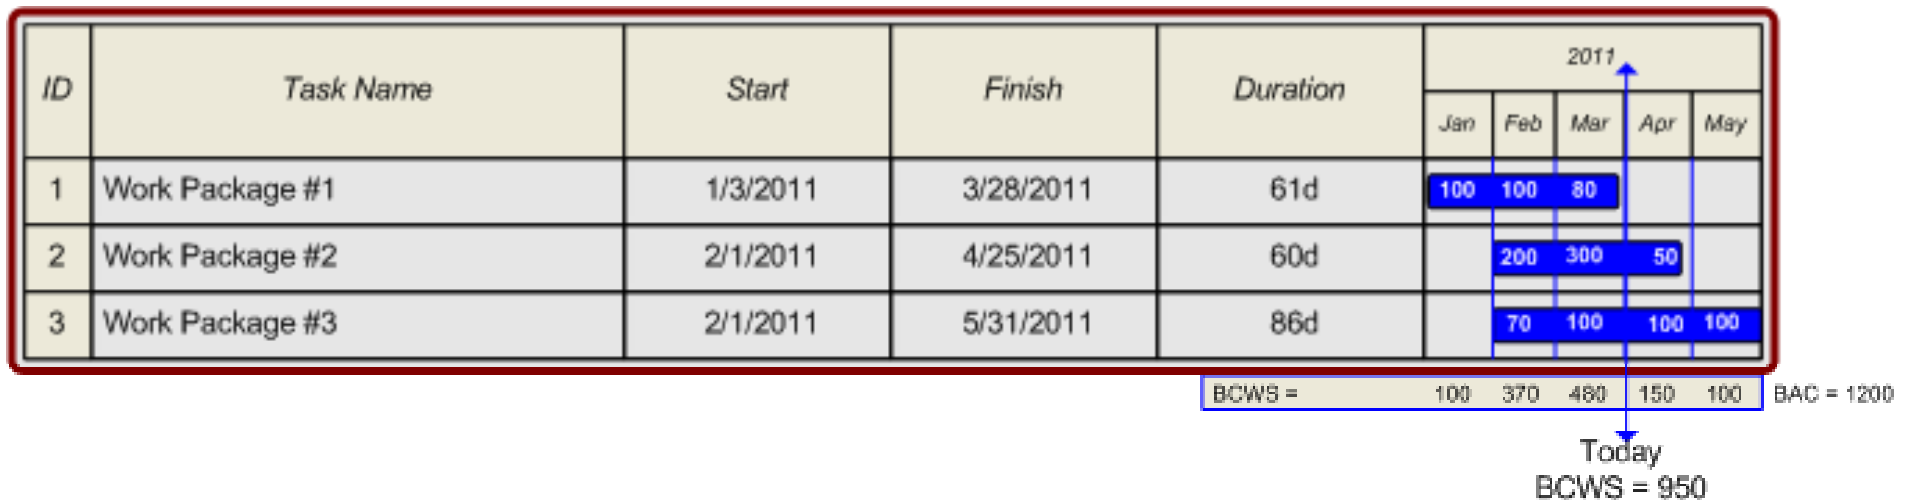 ID Task Name Start Finish Duration 2011
Jan Feb Mar Apr May
1 Work Package #1 1/3/2011 3/28/2011 61d 100 100 80
2 Work Package #2 2/1/2011 4/25/2011 60d 200 300 50
3 Work Package #3 2/1/2011 5/31/2011 86d 70 100 100 100
BCWS = 100 370 480 150 100 BAC = 1200
Today
BCWS = 950